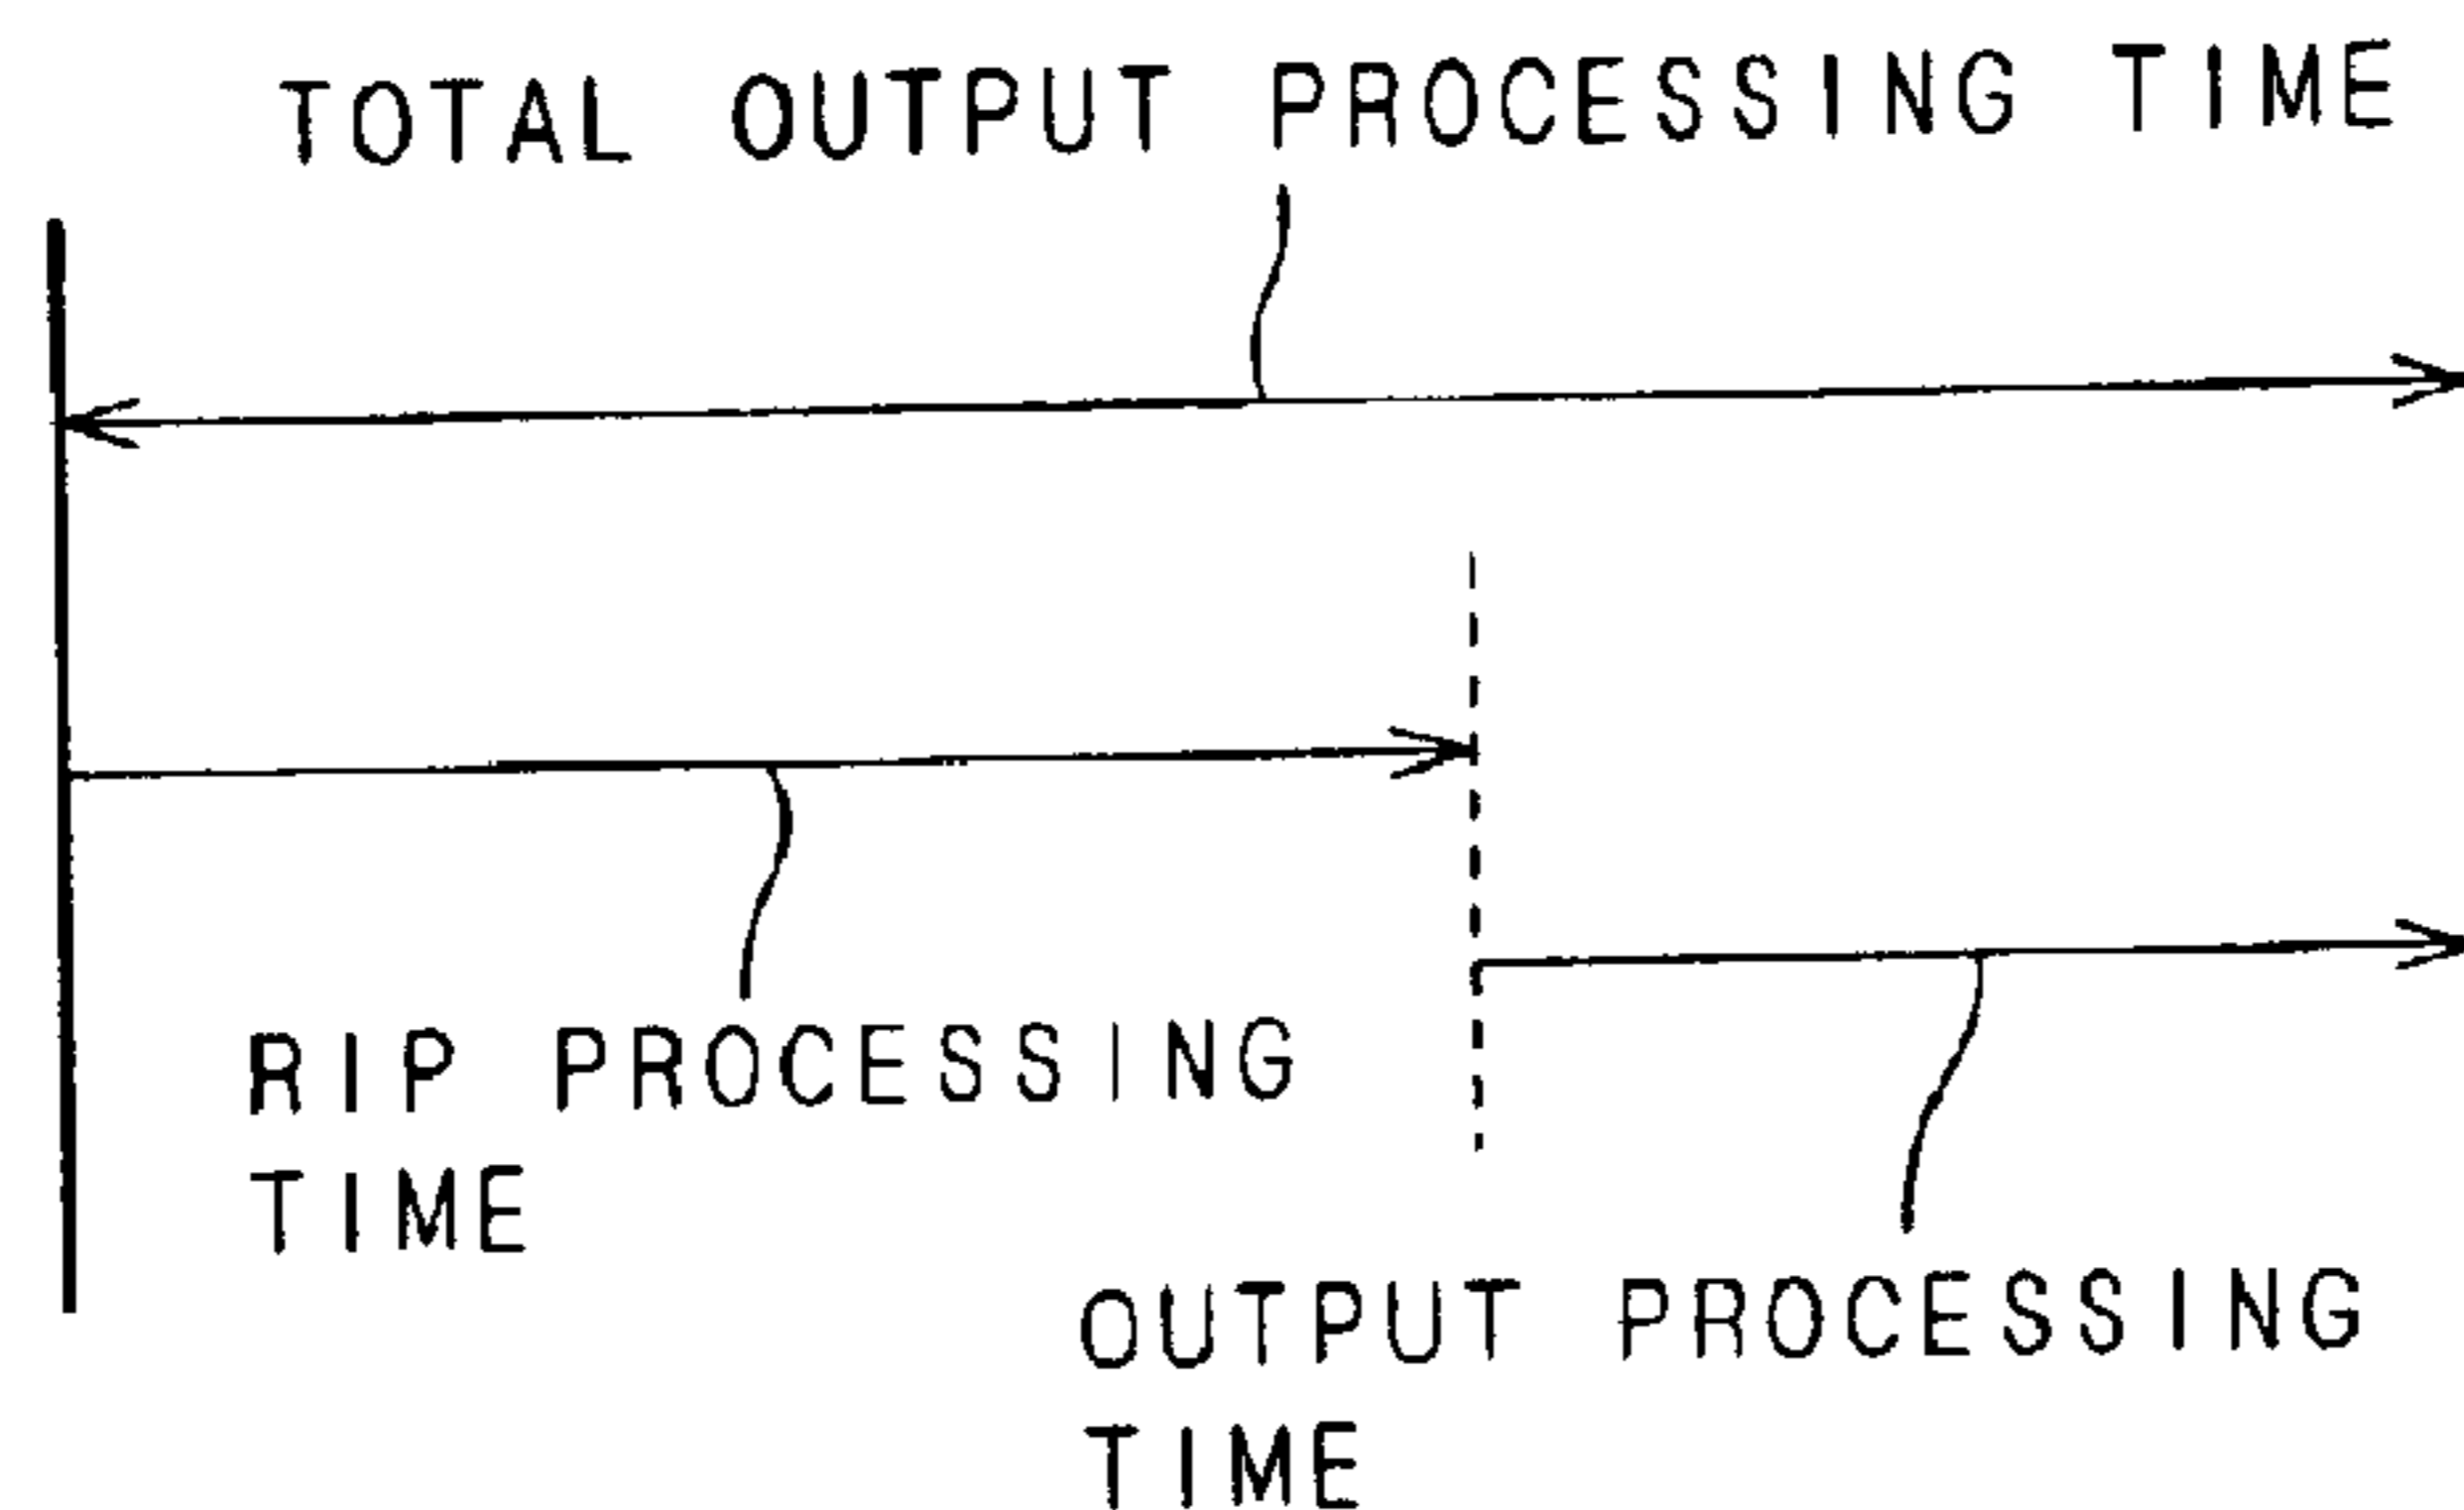 TOTAL OUTPUT PROCESSING TIME
RIP PROCESSING
TIME
OUTPUT PROCESSING
TIME